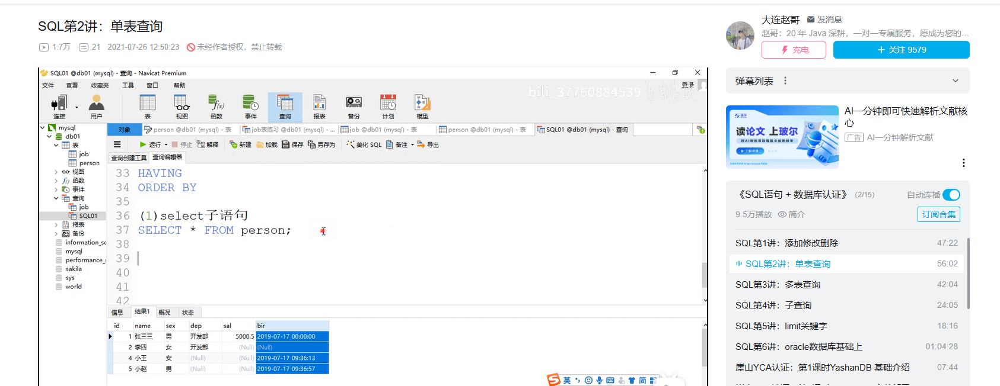 SQL第2讲：单表查询
1.7万 21 2021-07-26 12:50:23 未经作者授权，禁止转载
大连赵哥 发消息
赵哥：20 年 Java 深耕，一对一专属服务，愿成为您的...
充电 + 关注 9579
SQL01 @db01 (mysql) - 查询 - Navicat Premium
文件 查看 收藏夹 工具 窗口 帮助 登录
bili_37760884539
连接 用户 表 视图 函数 事件 查询 报表 备份 计划 模型
对象 person @db01 (mysql) - 表 job表练习 @db01 (mysql) - ... job @db01 (mysql) - 表 person @db01 (mysql) - 表 SQL01 @db01 (mysql) - 查询
运行 停止 解释 新建 加载 保存 另存为 美化 SQL 备注 导出
查询创建工具 查询编辑器
mysql
db01
表
job
person
视图
f() 函数
事件
查询
job
SQL01
报表
备份
information_sc
mysql
performance_s
sakila
sys
world
33 HAVING
34 ORDER BY
35
36 (1)select子语句
37 SELECT * FROM person;
38
39
40
41
42
信息 结果1 概况 状态
id name sex dep sal bir
1 张三三 男 开发部 5000.5 2019-07-17 00:00:00
2 李四 女 开发部 (Null) (Null)
4 小王 女 (Null) (Null) 2019-07-17 09:36:13
5 小赵 男 (Null) (Null) 2019-07-17 09:36:57
英 简
弹幕列表
读论文 上玻尔
了解详情
AI一分钟即可快速解析文献核
心
广告 AI一分钟解析文献
《SQL语句 + 数据库认证》 (2/15) 自动连播
9.5万播放 简介 订阅合集
SQL第1讲：添加修改删除 47:22
SQL第2讲：单表查询 56:02
SQL第3讲：多表查询 42:04
SQL第4讲：子查询 24:05
SQL第5讲：limit关键字 18:16
SQL第6讲：oracle数据库基础上 01:04:28
崖山YCA认证：第1课时YashanDB 基础介绍 07:44